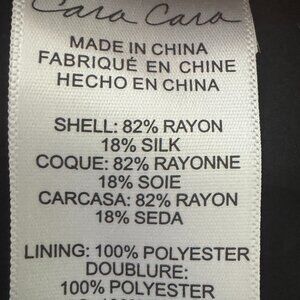 Cara Cara
MADE IN CHINA
FABRIQUÉ EN CHINE
HECHO EN CHINA
SHELL: 82% RAYON
18% SILK
COQUE: 82% RAYONNE
18% SOIE
CARCASA: 82% RAYON
18% SEDA
LINING: 100% POLYESTER
DOUBLURE:
100% POLYESTER